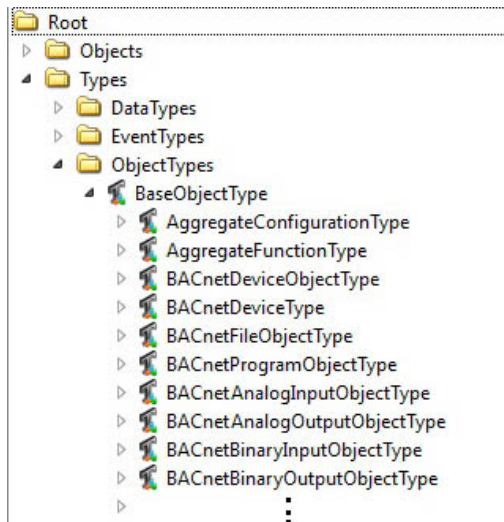 Root
Objects
Types
DataTypes
EventTypes
ObjectTypes
BaseObjectType
AggregateConfigurationType
AggregateFunctionType
BACnetDeviceObjectType
BACnetDeviceType
BACnetFileObjectType
BACnetProgramObjectType
BACnetAnalogInputObjectType
BACnetAnalogOutputObjectType
BACnetBinaryInputObjectType
BACnetBinaryOutputObjectType